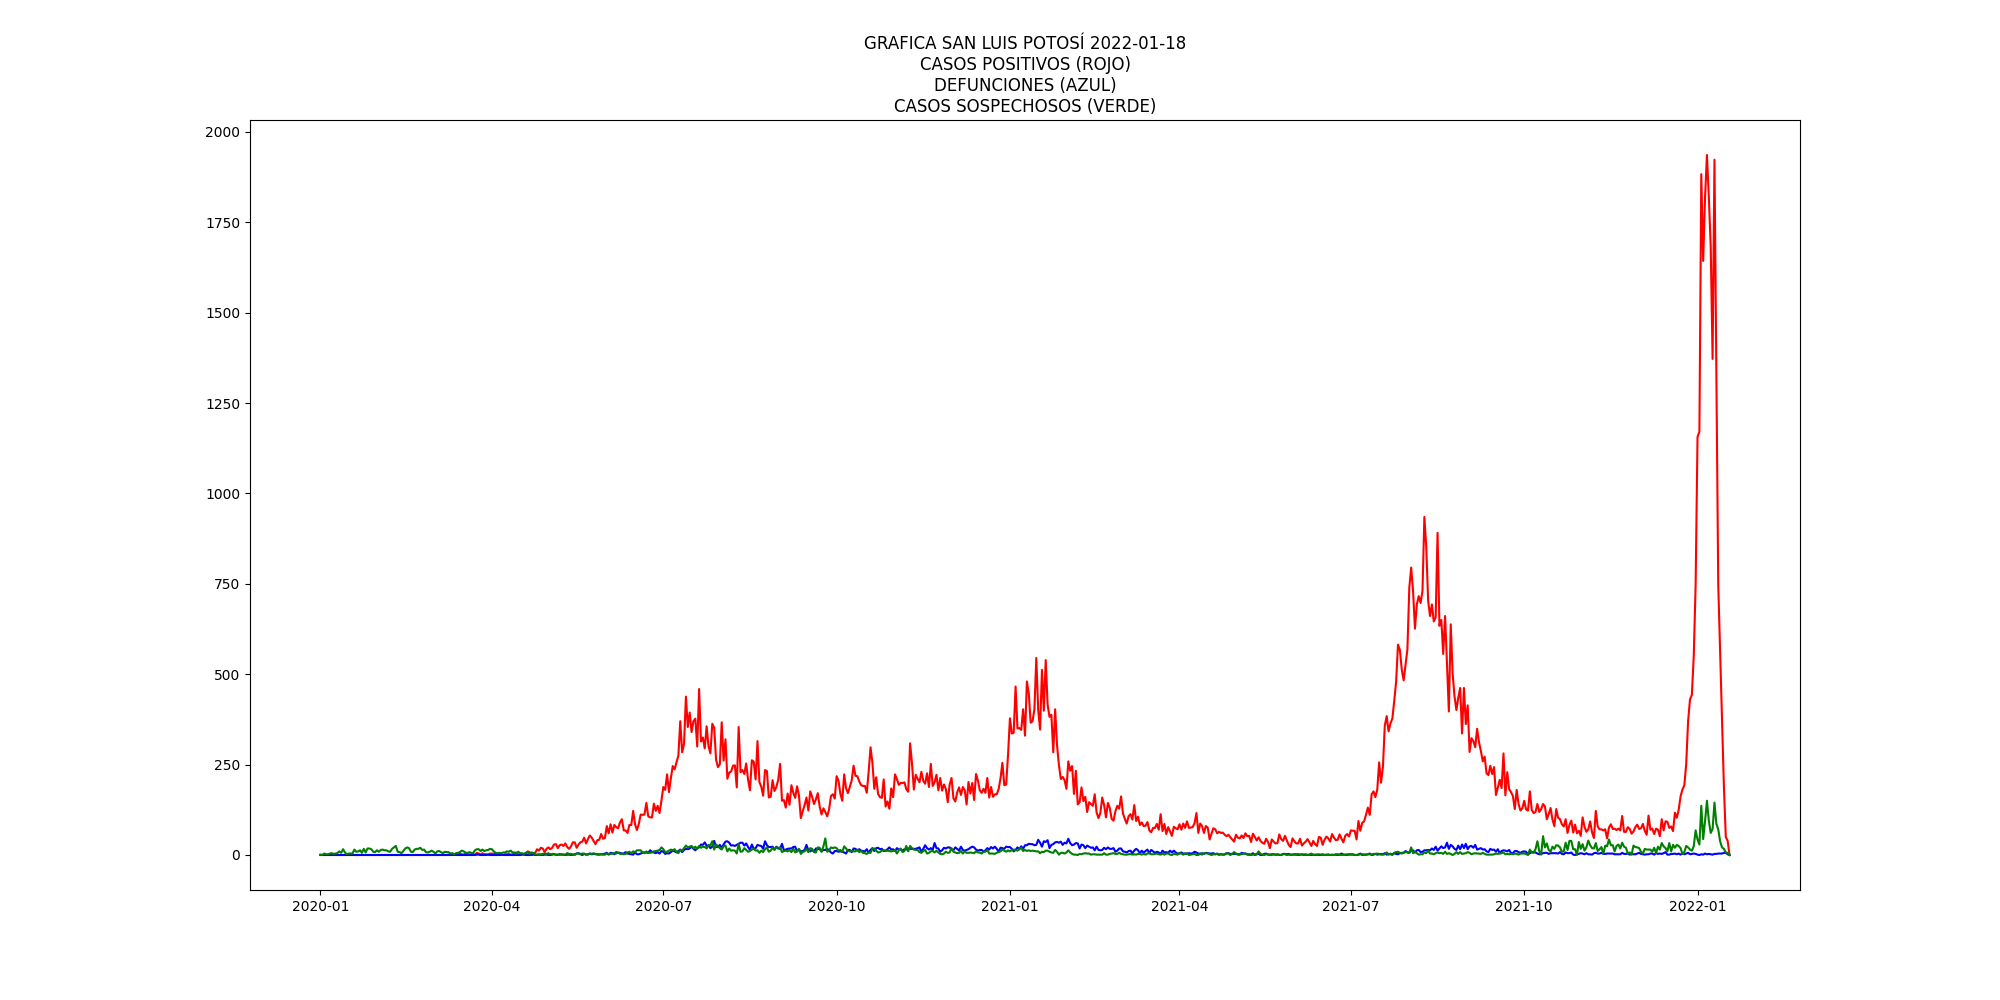 GRAFICA SAN LUIS POTOSÍ 2022-01-18
CASOS POSITIVOS (ROJO)
DEFUNCIONES (AZUL)
CASOS SOSPECHOSOS (VERDE)
2000
1750
1500
1250
1000
750
500
250
0
2020-01 2020-04 2020-07 2020-10 2021-01 2021-04 2021-07 2021-10 2022-01